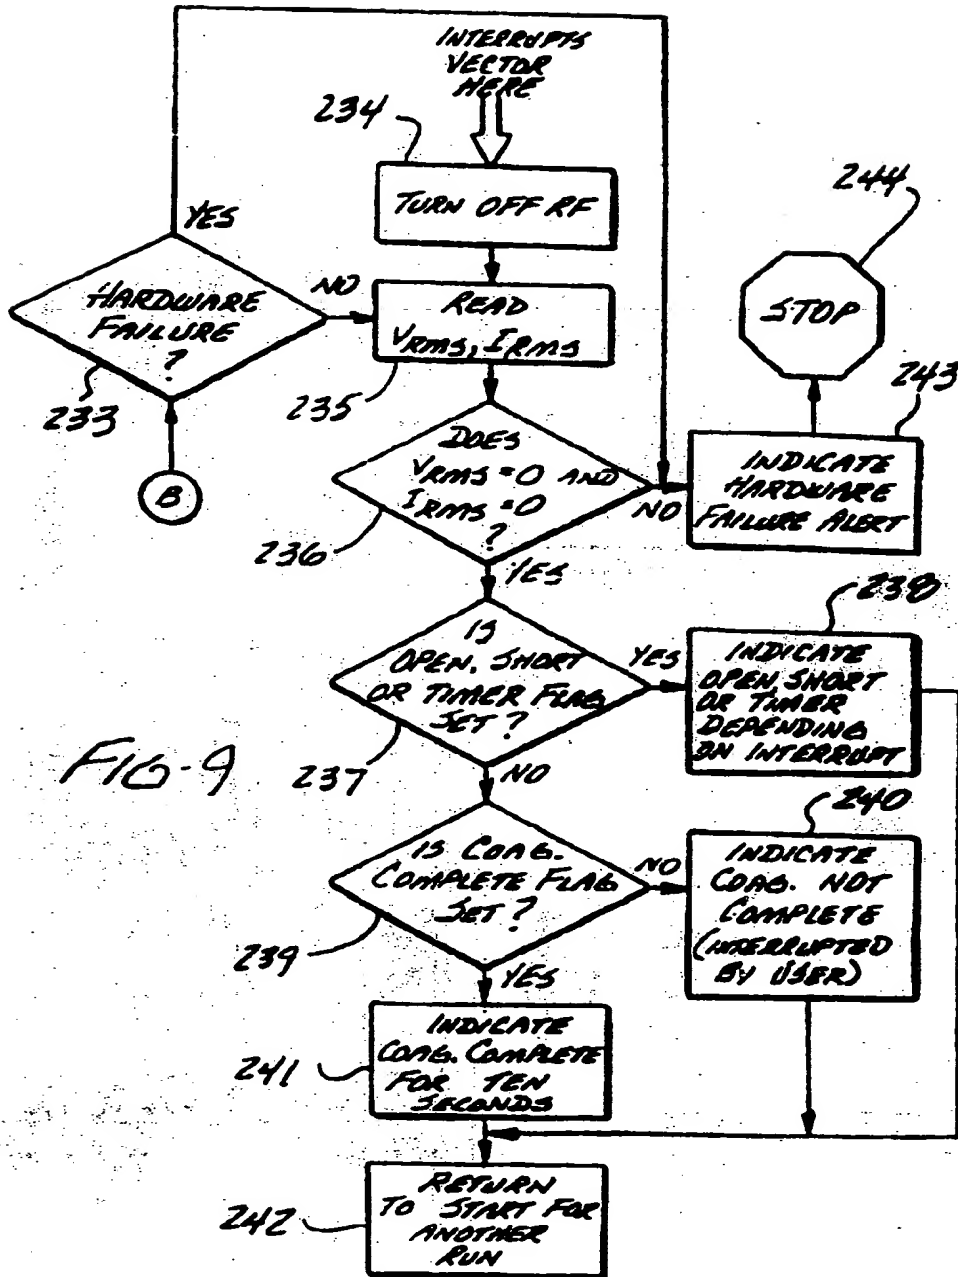 INTERRUPTS
VECTOR
HERE
234
TURN OFF RF
244
STOP
YES
HARDWARE
FAILURE
?
233
NO
READ
VRMS, IRMS
235
B
DOES
VRMS = 0 AND
IRMS = 0
?
236
NO
243
INDICATE
HARDWARE
FAILURE ALERT
YES
IS
OPEN, SHORT
OR TIMER FLAG
SET ?
237
YES
238
INDICATE
OPEN, SHORT
OR TIMER
DEPENDING
ON INTERRUPT
FIG-9
NO
IS COAG.
COMPLETE FLAG
SET ?
239
NO
240
INDICATE
COAG. NOT
COMPLETE
(INTERRUPTED
BY USER)
YES
INDICATE
COAG. COMPLETE
FOR TEN
SECONDS
241
RETURN
TO START FOR
ANOTHER
RUN
242